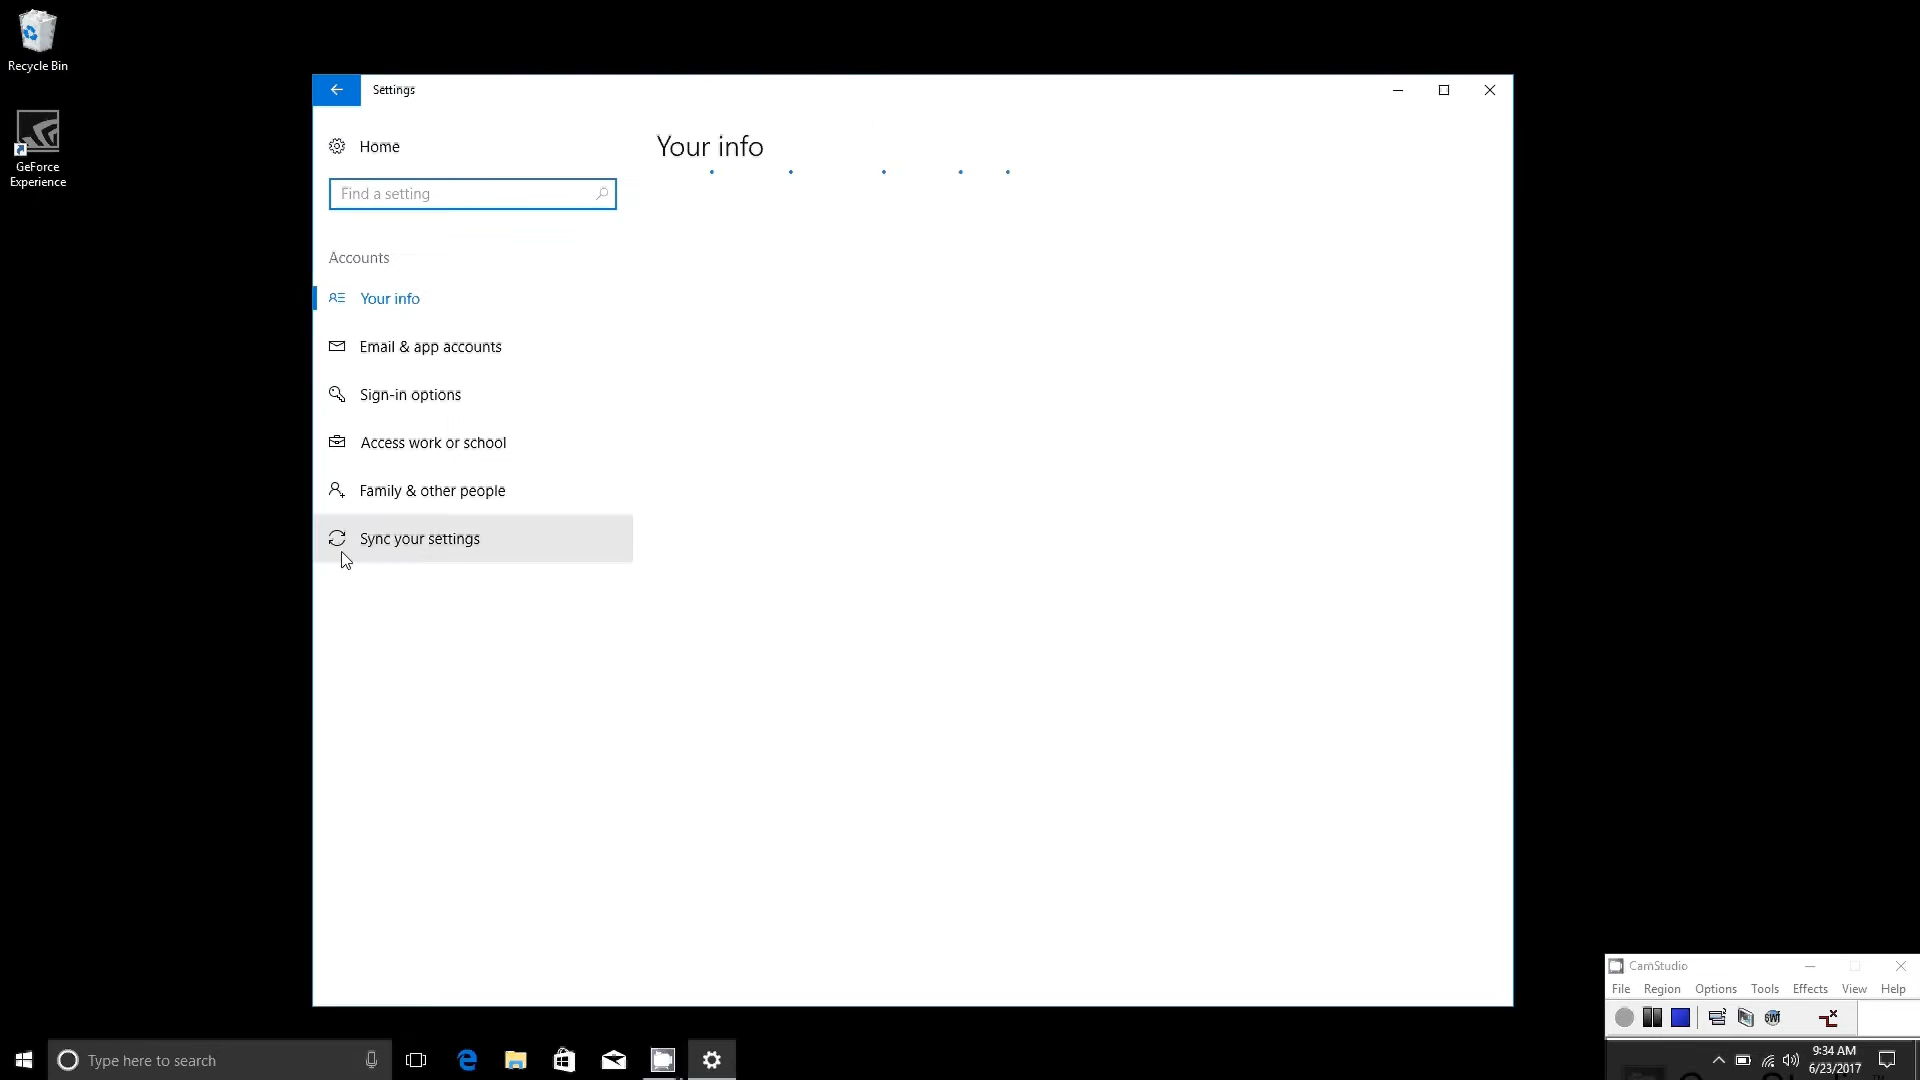 Recycle Bin
GeForce
Experience
Settings
Home
Find a setting
Accounts
Your info
Email & app accounts
Sign-in options
Access work or school
Family & other people
Sync your settings
Your info
CamStudio
File Region Options Tools Effects View Help
Type here to search
9:34 AM
6/23/2017